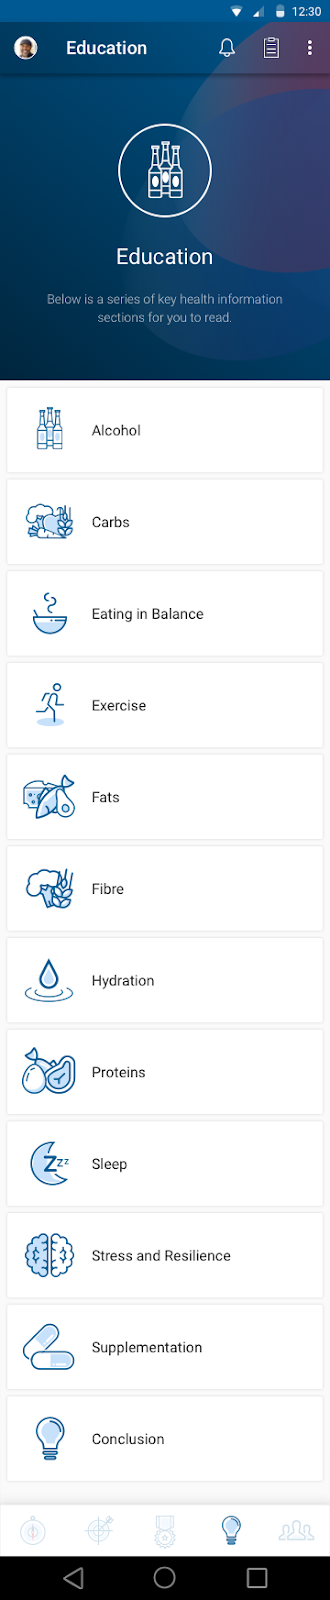 12:30
Education
Education
Below is a series of key health information
sections for you to read.
Alcohol
Carbs
Eating in Balance
Exercise
Fats
Fibre
Hydration
Proteins
Zzz
Sleep
Stress and Resilience
Supplementation
Conclusion